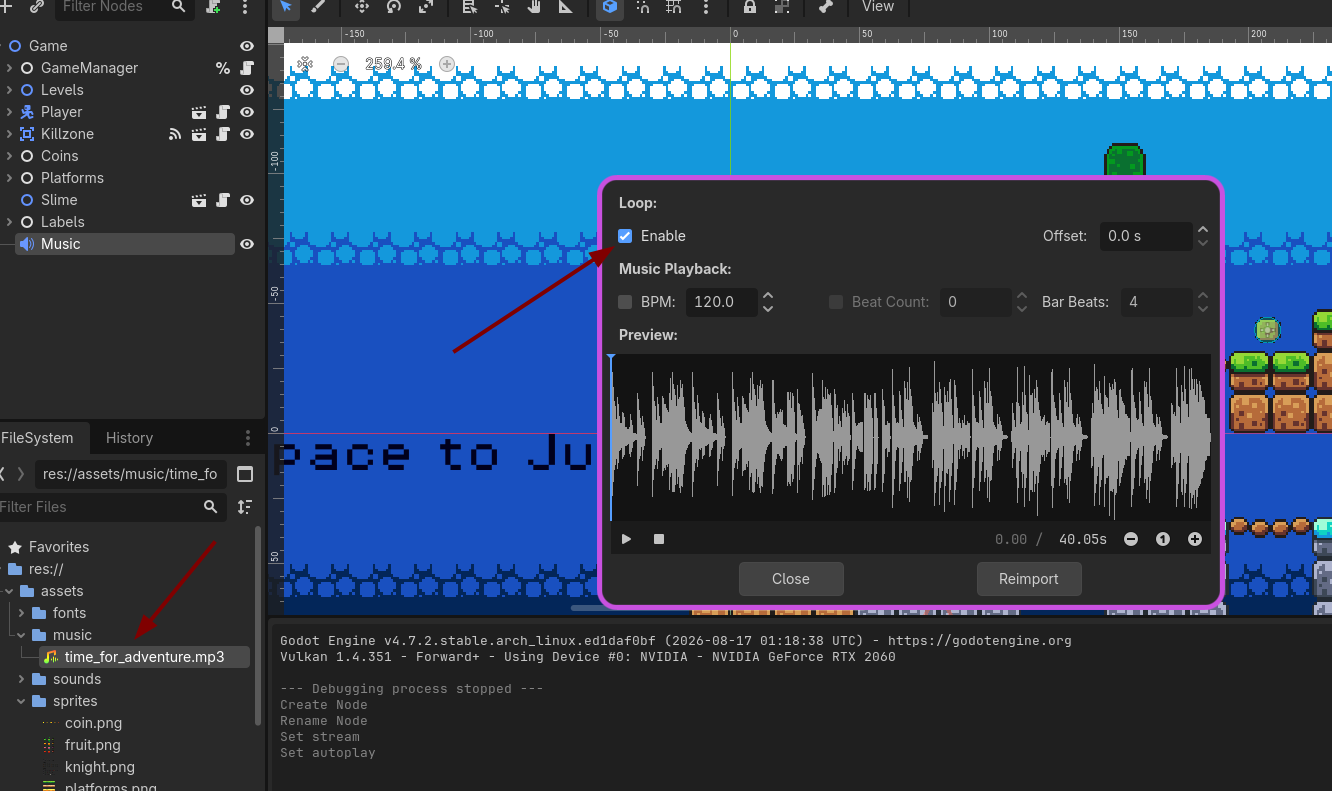 Filter Nodes
View
Game
GameManager
%
Levels
Player
Killzone
Coins
Platforms
Slime
Labels
Music
-150
-100
-50
0
50
100
150
200
259.4 %
-100
-50
0
50
pace to Ju
Loop:
Enable
Offset: 0.0 s
Music Playback:
BPM: 120.0
Beat Count: 0
Bar Beats: 4
Preview:
0.00 / 40.05s
1
Close
Reimport
FileSystem
History
res://assets/music/time_fo
Filter Files
Favorites
res://
assets
fonts
music
time_for_adventure.mp3
sounds
sprites
coin.png
fruit.png
knight.png
platforms.png
Godot Engine v4.7.2.stable.arch_linux.ed1daf0bf (2026-08-17 01:18:38 UTC) - https://godotengine.org
Vulkan 1.4.351 - Forward+ - Using Device #0: NVIDIA - NVIDIA GeForce RTX 2060
--- Debugging process stopped ---
Create Node
Rename Node
Set stream
Set autoplay